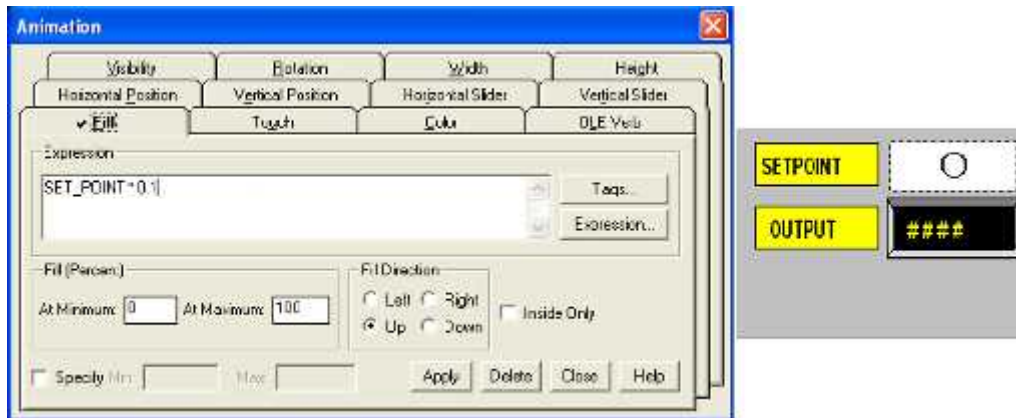 Animation
Visibility Rotation Width Height
Horizontal Position Vertical Position Horizontal Slider Vertical Slider
Fill Touch Color OLE Verb
Expression
SET_POINT * 0.1
Tags...
Expression...
Fill (Percent)
At Minimum: 0 At Maximum: 100
Fill Direction
Left Right
Up Down
Inside Only
Specify Min: Max:
Apply Delete Close Help
SETPOINT
OUTPUT ####